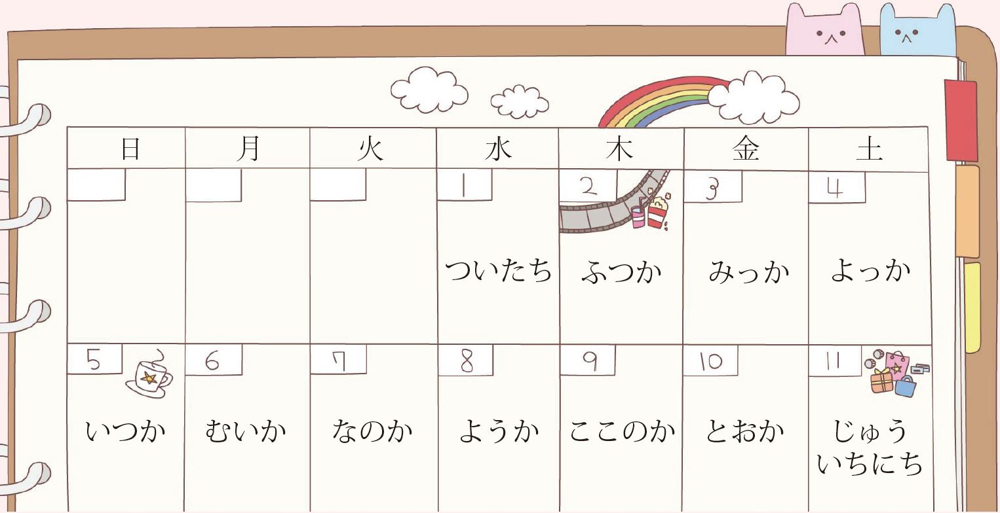 日 月 火 水 木 金 土
1 2 3 4
ついたち ふつか みっか よっか
5 6 7 8 9 10 11
いつか むいか なのか ようか ここのか とおか じゅう
いちにち